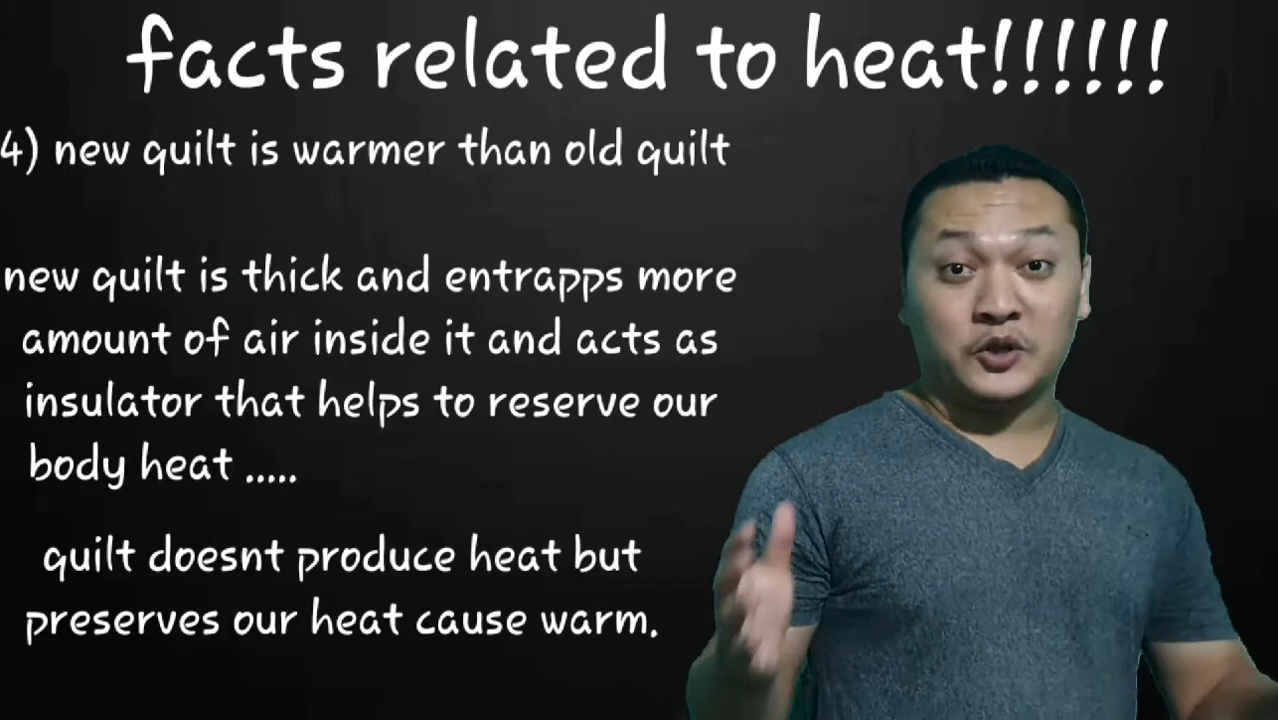 facts related to heat!!!!!!
4) new quilt is warmer than old quilt
new quilt is thick and entrapps more
amount of air inside it and acts as
insulator that helps to reserve our
body heat .....
quilt doesnt produce heat but
preserves our heat cause warm.